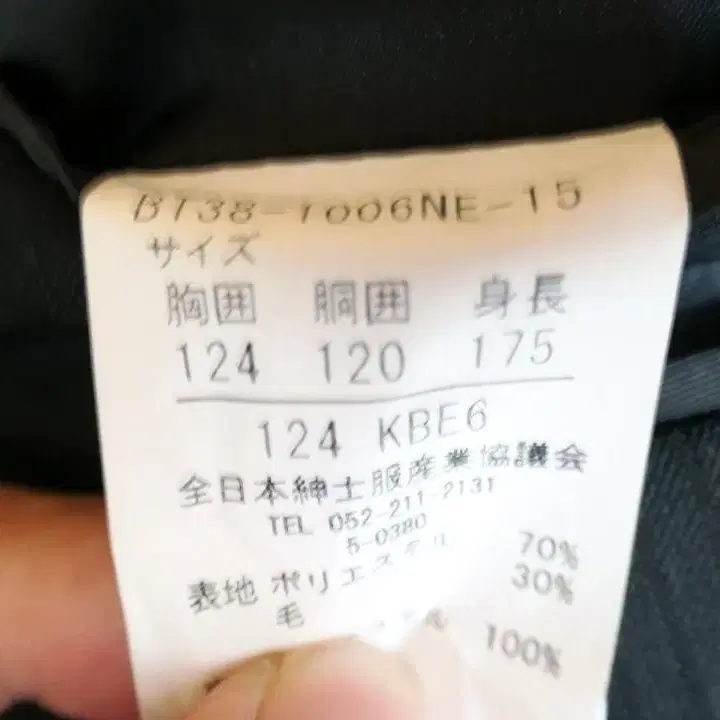 B138-1006NE-15
サイズ
胸囲 胴囲 身長
124 120 175
124 KBE6
全日本紳士服産業協議会
TEL 052-211-2131
5-0380
表地 ポリエステル 70%
毛 30%
100%